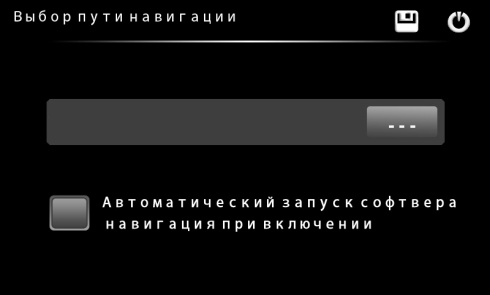 Выбор пути навигации
---
Автоматический запуск софтвера
навигация при включении